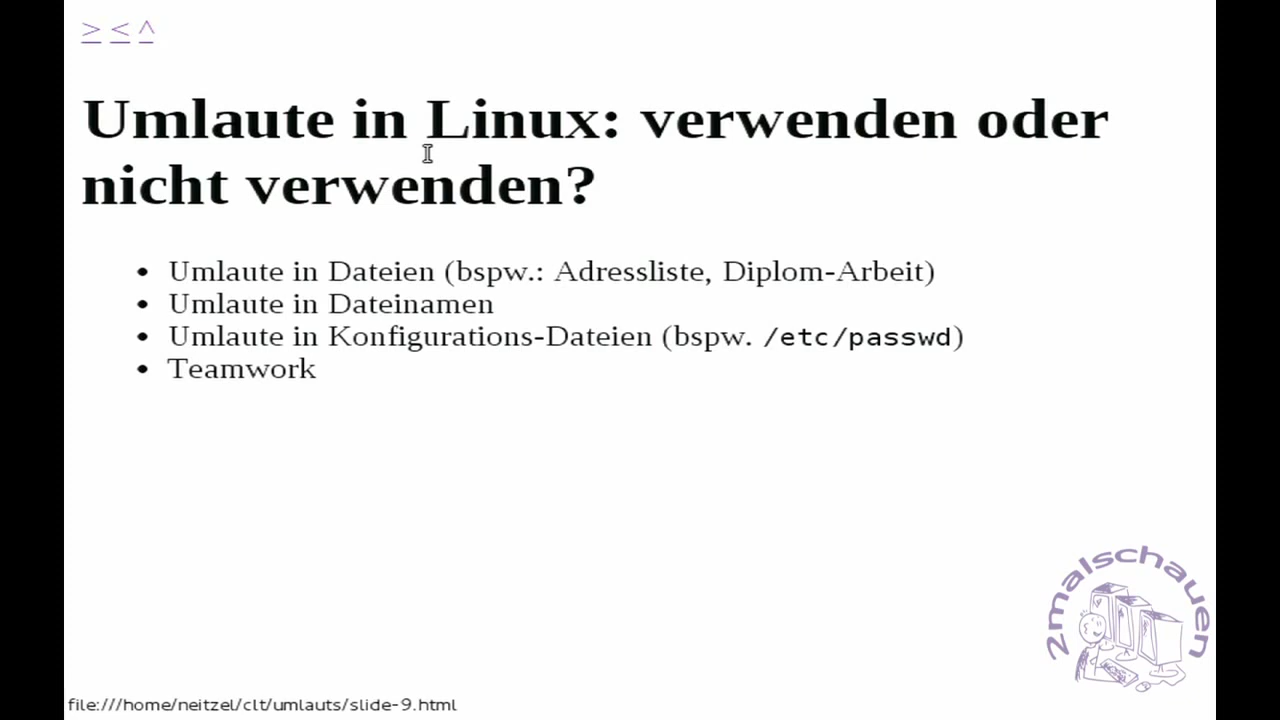 > < ^
Umlaute in Linux: verwenden oder
nicht verwenden?
• Umlaute in Dateien (bspw.: Adressliste, Diplom-Arbeit)
• Umlaute in Dateinamen
• Umlaute in Konfigurations-Dateien (bspw. /etc/passwd)
• Teamwork
2malschauen
file:///home/neitzel/clt/umlauts/slide-9.html